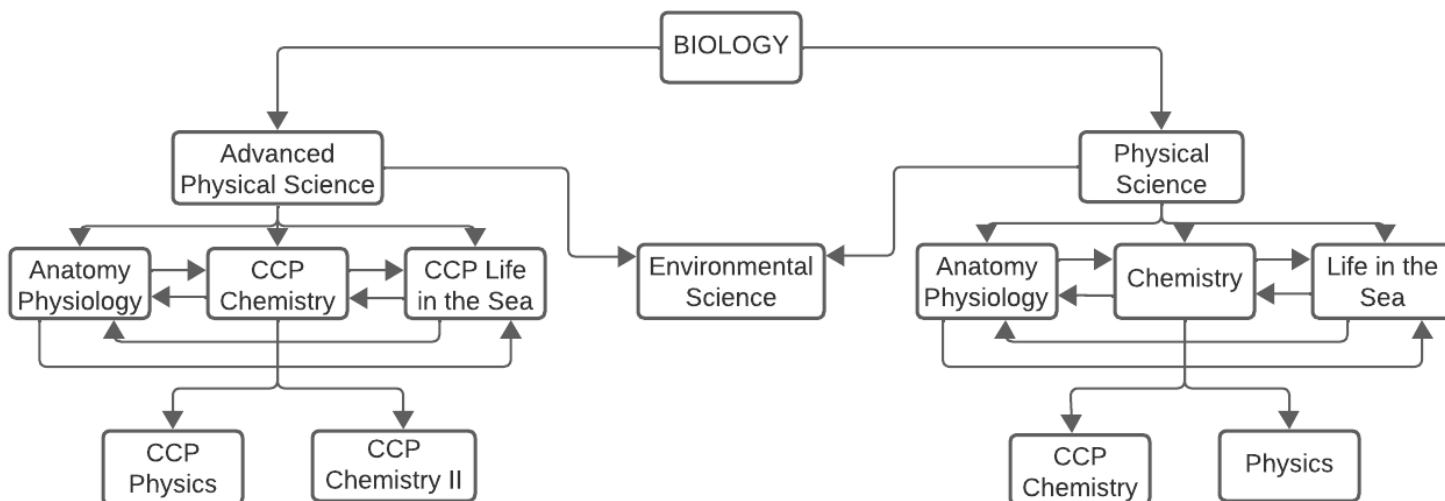 BIOLOGY
Advanced
Physical Science
Physical
Science
Anatomy
Physiology
CCP
Chemistry
CCP Life
in the Sea
Environmental
Science
Anatomy
Physiology
Chemistry
Life in the
Sea
CCP
Physics
CCP
Chemistry II
CCP
Chemistry
Physics